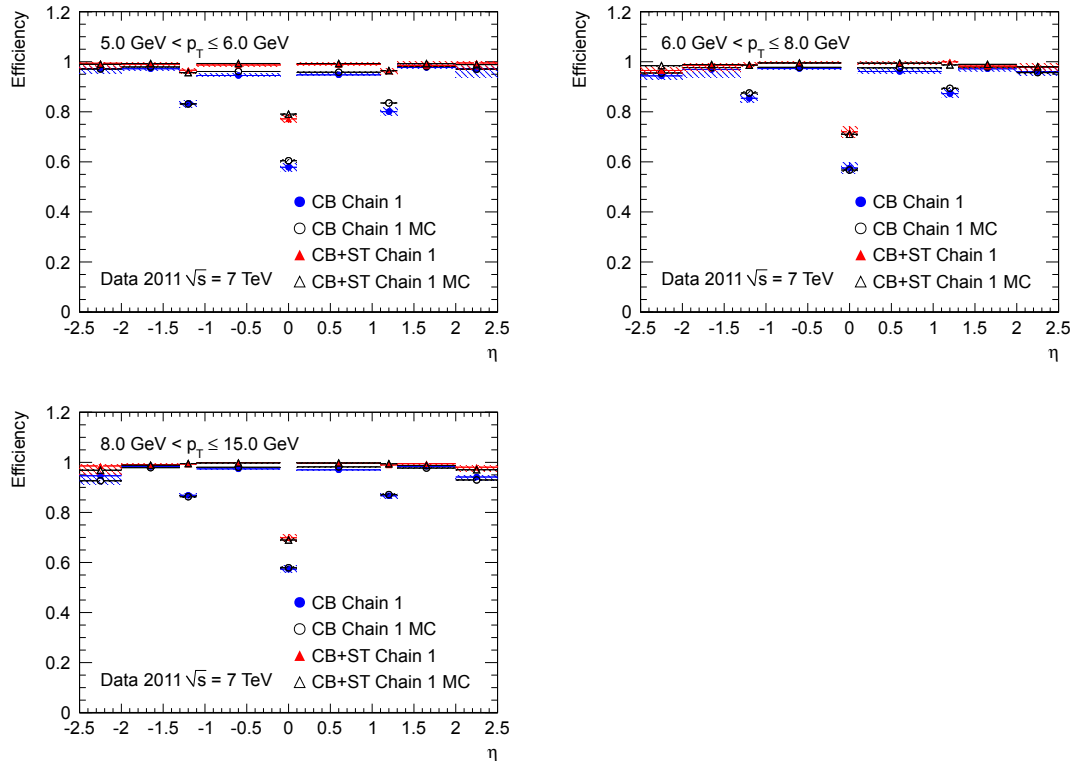 Efficiency
1.2
1
0.8
0.6
0.4
0.2
0
5.0 GeV < p_T ≤ 6.0 GeV
CB Chain 1
CB Chain 1 MC
CB+ST Chain 1
CB+ST Chain 1 MC
Data 2011 √s = 7 TeV
-2.5 -2 -1.5 -1 -0.5 0 0.5 1 1.5 2 2.5
η
Efficiency
1.2
1
0.8
0.6
0.4
0.2
0
6.0 GeV < p_T ≤ 8.0 GeV
CB Chain 1
CB Chain 1 MC
CB+ST Chain 1
CB+ST Chain 1 MC
Data 2011 √s = 7 TeV
-2.5 -2 -1.5 -1 -0.5 0 0.5 1 1.5 2 2.5
η
Efficiency
1.2
1
0.8
0.6
0.4
0.2
0
8.0 GeV < p_T ≤ 15.0 GeV
CB Chain 1
CB Chain 1 MC
CB+ST Chain 1
CB+ST Chain 1 MC
Data 2011 √s = 7 TeV
-2.5 -2 -1.5 -1 -0.5 0 0.5 1 1.5 2 2.5
η